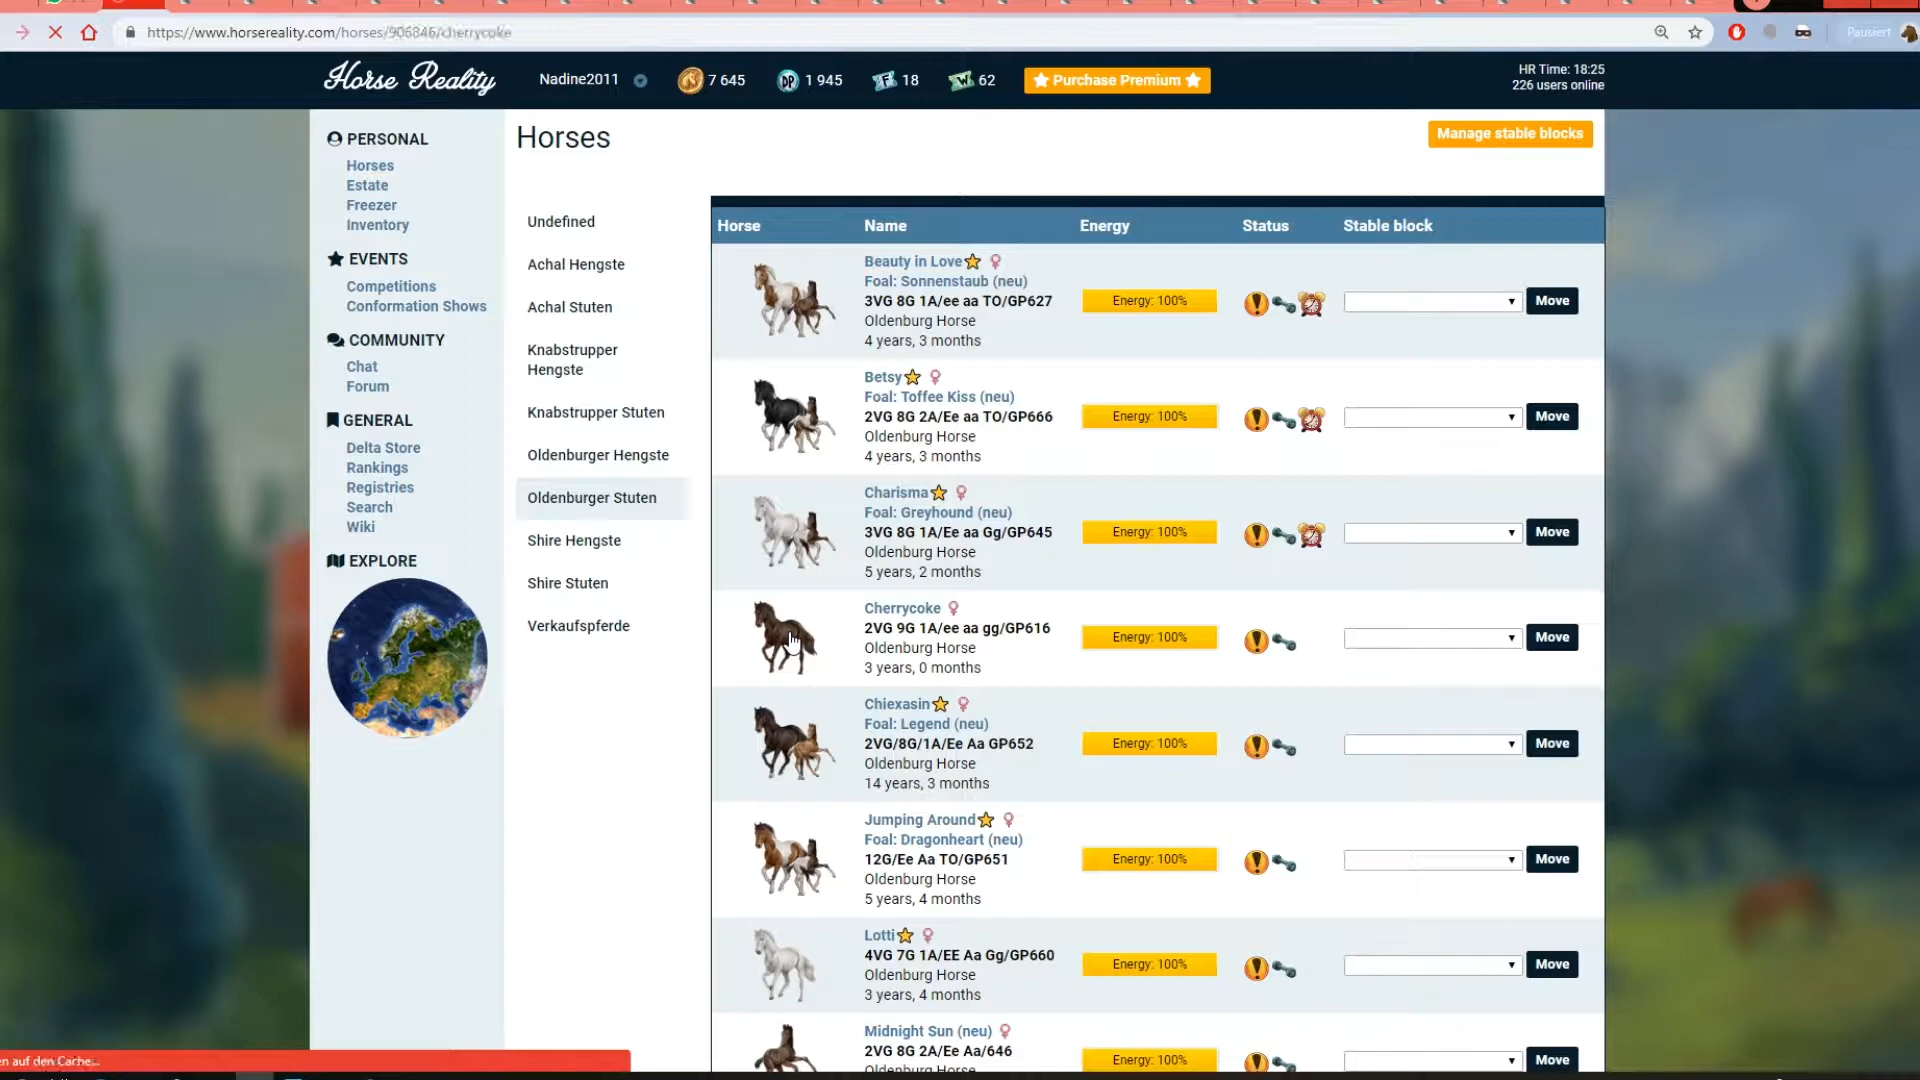 https://www.horsereality.com/horses/906846/cherrycoke
Pausiert
Horse Reality
Nadine2011
7 645
DP
1 945
F
18
W
62
Purchase Premium
HR Time: 18:25
226 users online
PERSONAL
Horses
Estate
Freezer
Inventory
EVENTS
Competitions
Conformation Shows
COMMUNITY
Chat
Forum
GENERAL
Delta Store
Rankings
Registries
Search
Wiki
EXPLORE
Horses
Manage stable blocks
Undefined
Achal Hengste
Achal Stuten
Knabstrupper
Hengste
Knabstrupper Stuten
Oldenburger Hengste
Oldenburger Stuten
Shire Hengste
Shire Stuten
Verkaufspferde
Horse Name Energy Status Stable block
Beauty in Love
Foal: Sonnenstaub (neu)
3VG 8G 1A/ee aa TO/GP627
Oldenburg Horse
4 years, 3 months
Energy: 100%
Move
Betsy
Foal: Toffee Kiss (neu)
2VG 8G 2A/Ee aa TO/GP666
Oldenburg Horse
4 years, 3 months
Energy: 100%
Move
Charisma
Foal: Greyhound (neu)
3VG 8G 1A/Ee aa Gg/GP645
Oldenburg Horse
5 years, 2 months
Energy: 100%
Move
Cherrycoke
2VG 9G 1A/ee aa gg/GP616
Oldenburg Horse
3 years, 0 months
Energy: 100%
Move
Chiexasin
Foal: Legend (neu)
2VG/8G/1A/Ee Aa GP652
Oldenburg Horse
14 years, 3 months
Energy: 100%
Move
Jumping Around
Foal: Dragonheart (neu)
12G/Ee Aa TO/GP651
Oldenburg Horse
5 years, 4 months
Energy: 100%
Move
Lotti
4VG 7G 1A/EE Aa Gg/GP660
Oldenburg Horse
3 years, 4 months
Energy: 100%
Move
Midnight Sun (neu)
2VG 8G 2A/Ee Aa/646
Oldenburg Horse
Energy: 100%
Move
en auf den Cache...